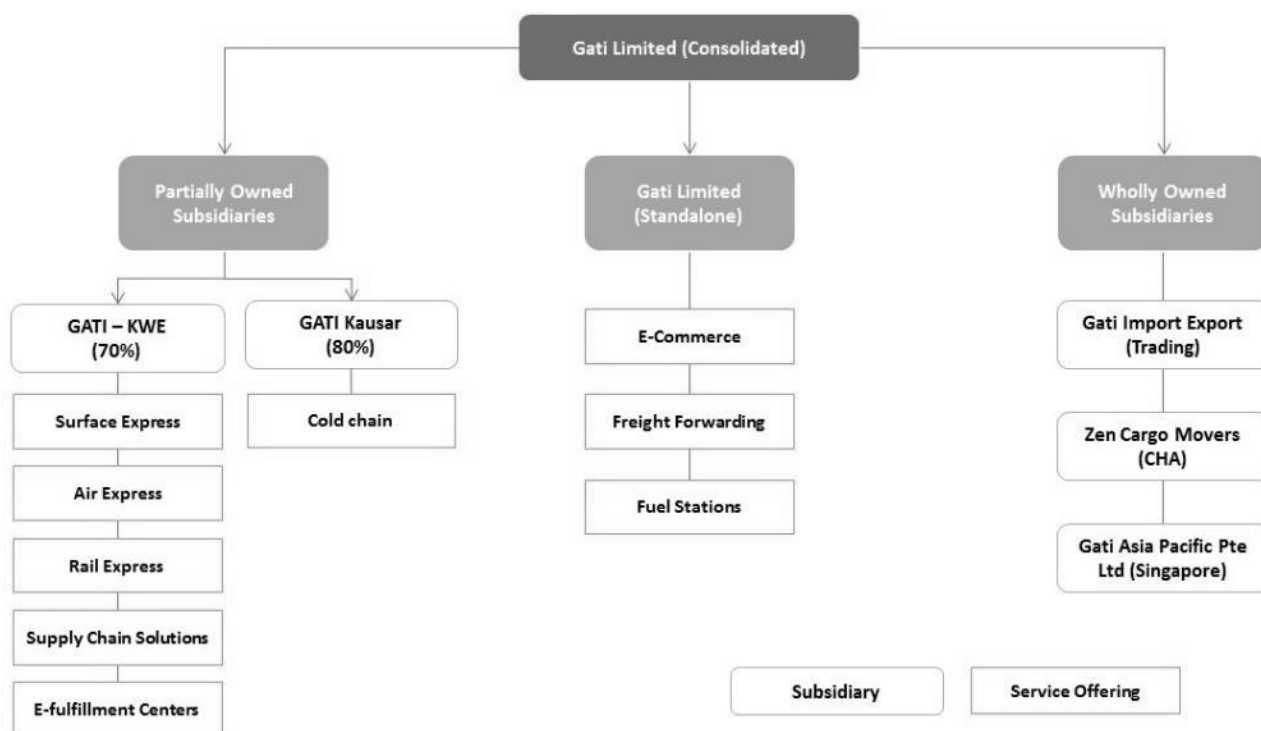 Gati Limited (Consolidated)
Partially Owned
Subsidiaries
Gati Limited
(Standalone)
Wholly Owned
Subsidiaries
GATI – KWE
(70%)
GATI Kausar
(80%)
Surface Express
Air Express
Rail Express
Supply Chain Solutions
E-fulfillment Centers
Cold chain
E-Commerce
Freight Forwarding
Fuel Stations
Gati Import Export
(Trading)
Zen Cargo Movers
(CHA)
Gati Asia Pacific Pte
Ltd (Singapore)
Subsidiary
Service Offering